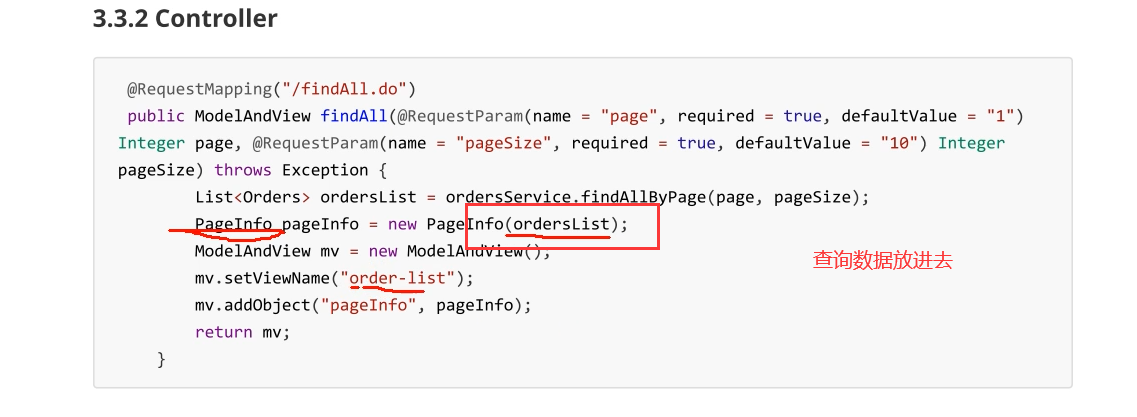 3.3.2 Controller
@RequestMapping("/findAll.do")
public ModelAndView findAll(@RequestParam(name = "page", required = true, defaultValue = "1")
Integer page, @RequestParam(name = "pageSize", required = true, defaultValue = "10") Integer
pageSize) throws Exception {
List<Orders> ordersList = ordersService.findAllByPage(page, pageSize);
PageInfo pageInfo = new PageInfo(ordersList);
ModelAndView mv = new ModelAndView();
查询数据放进去
mv.setViewName("order-list");
mv.addObject("pageInfo", pageInfo);
return mv;
}